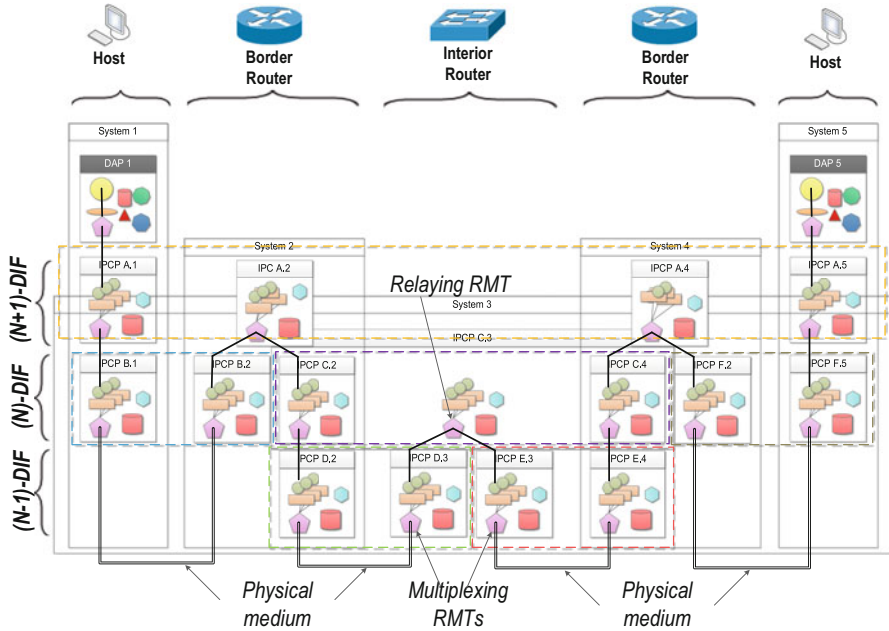 Host
Border
Router
Interior
Router
Border
Router
Host
System 1
System 5
DAP 1
DAP 5
System 2
System 4
(N+1)-DIF
IPCP A.1
IPC A.2
Relaying RMT
IPCP A.4
IPCP A.5
System 3
IPCP C.3
(N)-DIF
PCP B.1
IPCP B.2
IPCP C.2
PCP C.4
IPCP F.2
IPCP F.5
(N-1)-DIF
PCP D.2
IPCP D.3
IPCP E.3
IPCP E.4
Physical
medium
Multiplexing
RMTs
Physical
medium